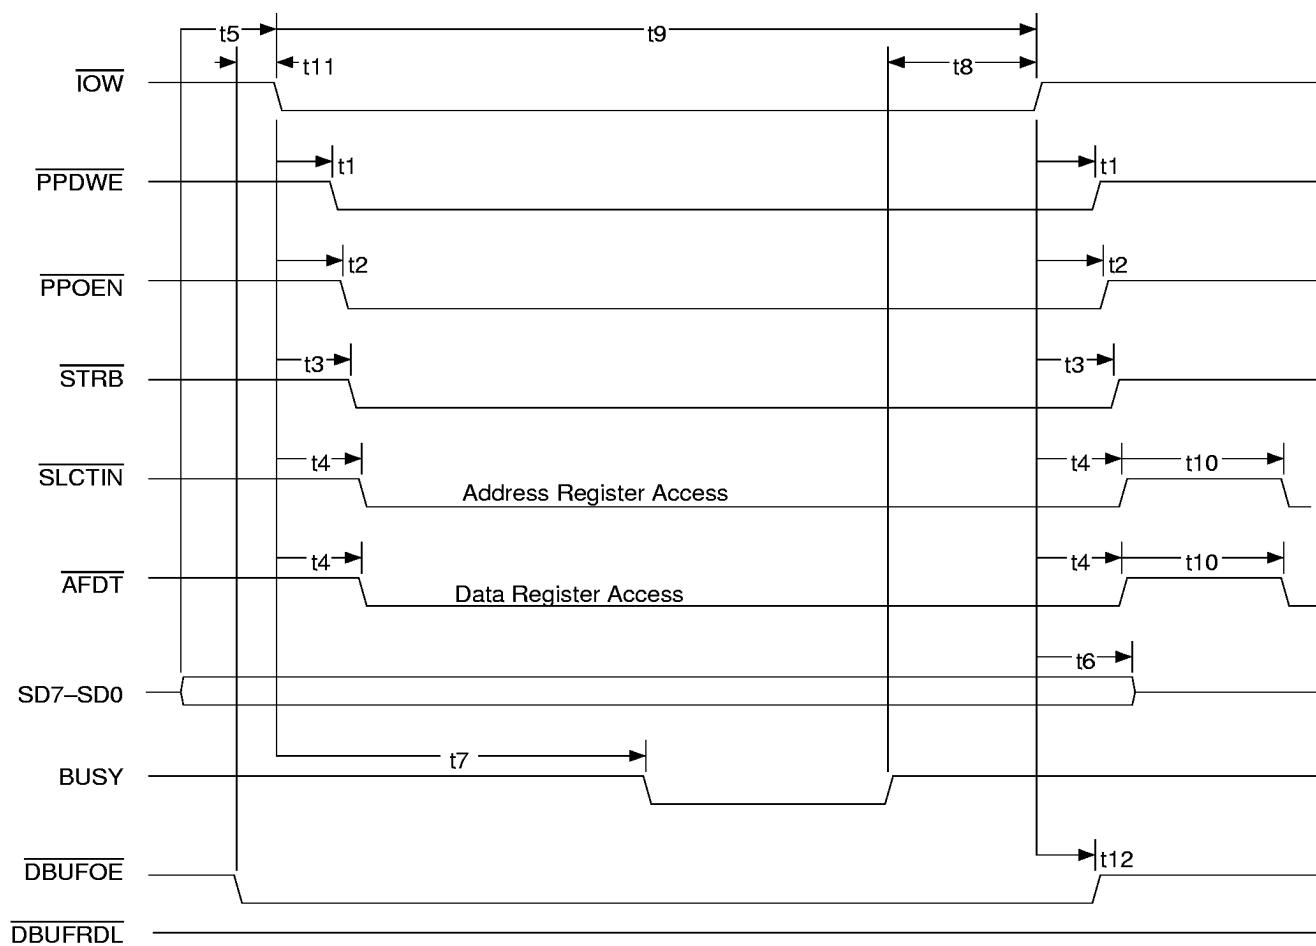 t5 t9
t11 t8
IOW
t1 t1
PPDWE
t2 t2
PPOEN
t3 t3
STRB
t4 t4 t10
SLCTIN
Address Register Access
t4 t4 t10
AFDT
Data Register Access
t6
SD7–SD0
t7
BUSY
t12
DBUFOE
DBUFRDL